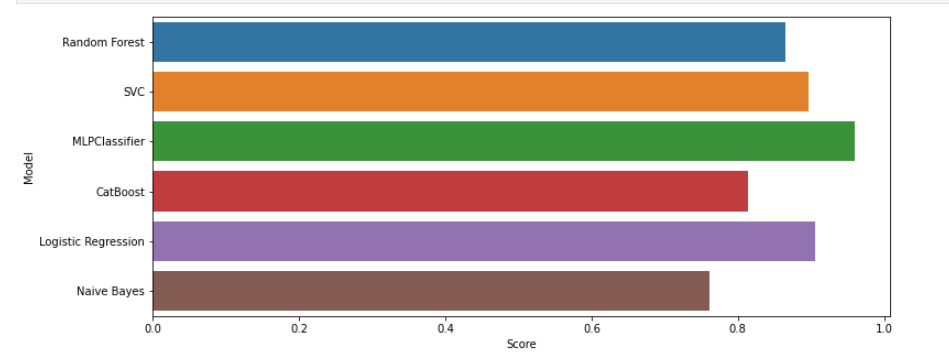 Random Forest
SVC
MLPClassifier
CatBoost
Logistic Regression
Naive Bayes
Model
0.0 0.2 0.4 0.6 0.8 1.0
Score